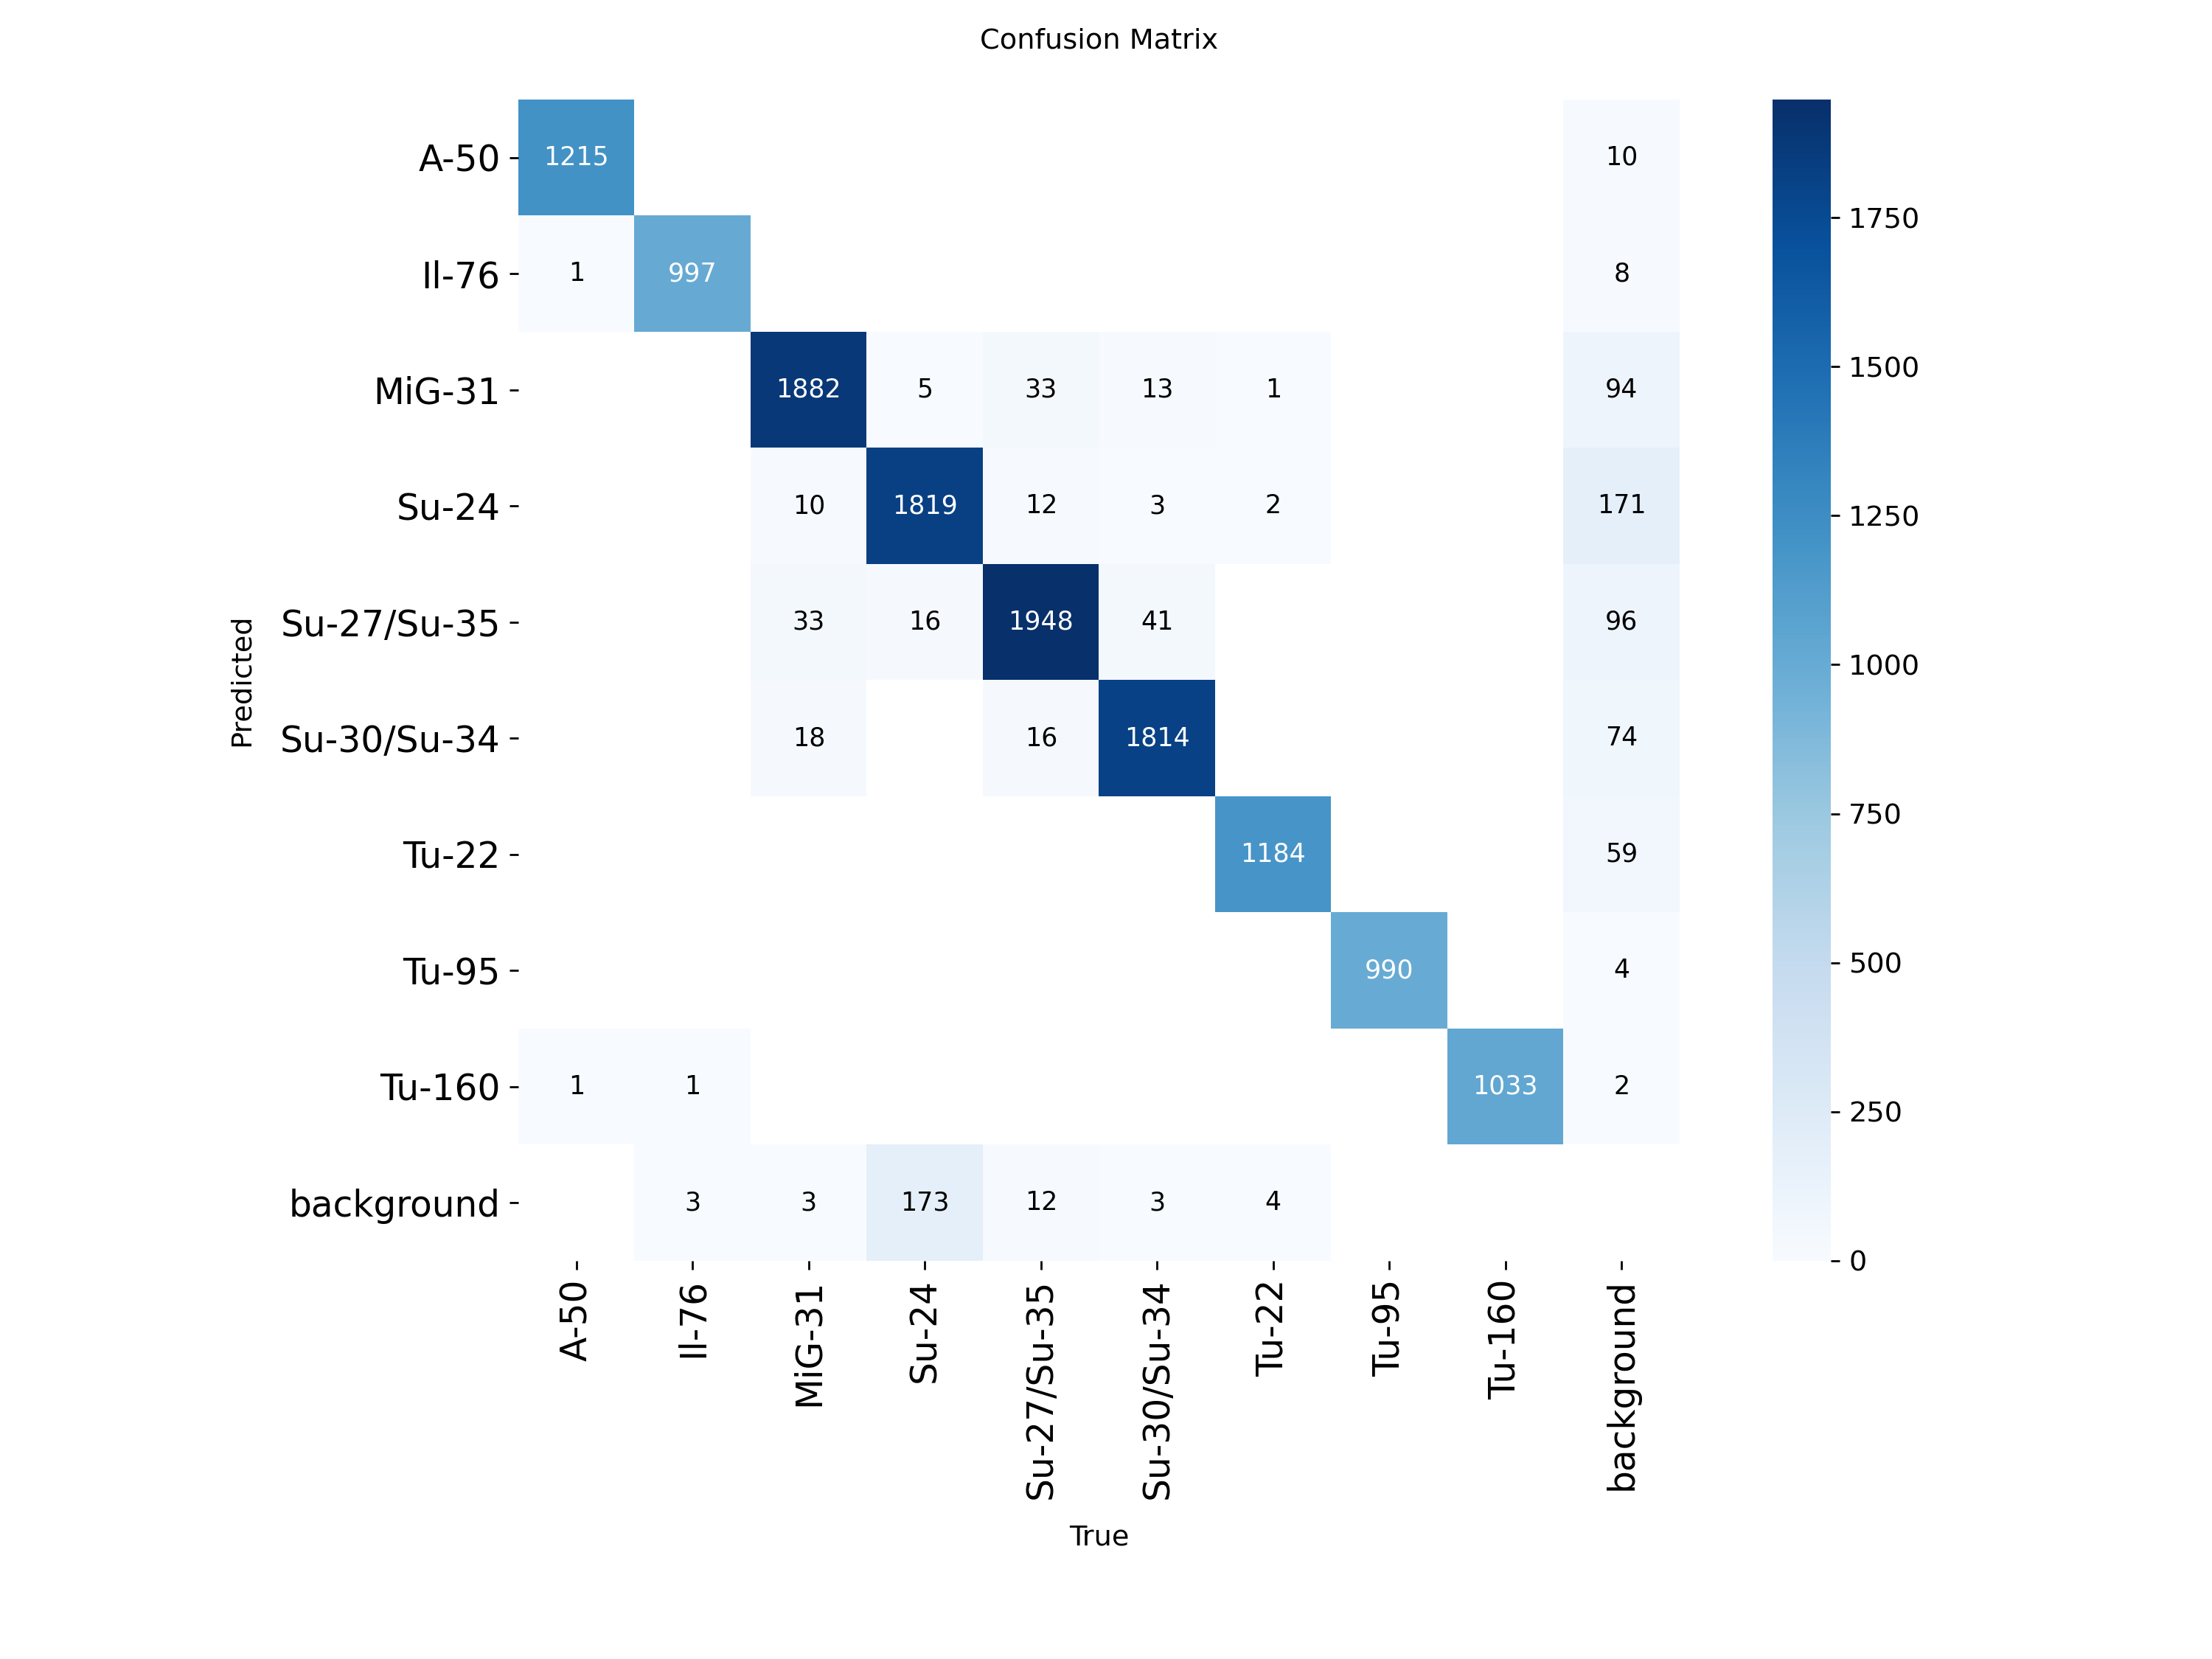 Confusion Matrix
A-50 1215 10
Il-76 1 997 8 1750
MiG-31 1882 5 33 13 1 94 1500
Su-24 10 1819 12 3 2 171 1250
Su-27/Su-35 33 16 1948 41 96 1000
Su-30/Su-34 18 16 1814 74 750
Tu-22 1184 59
Tu-95 990 4 500
Tu-160 1 1 1033 2 250
background 3 3 173 12 3 4 0
Predicted
A-50 Il-76 MiG-31 Su-24 Su-27/Su-35 Su-30/Su-34 Tu-22 Tu-95 Tu-160 background
True